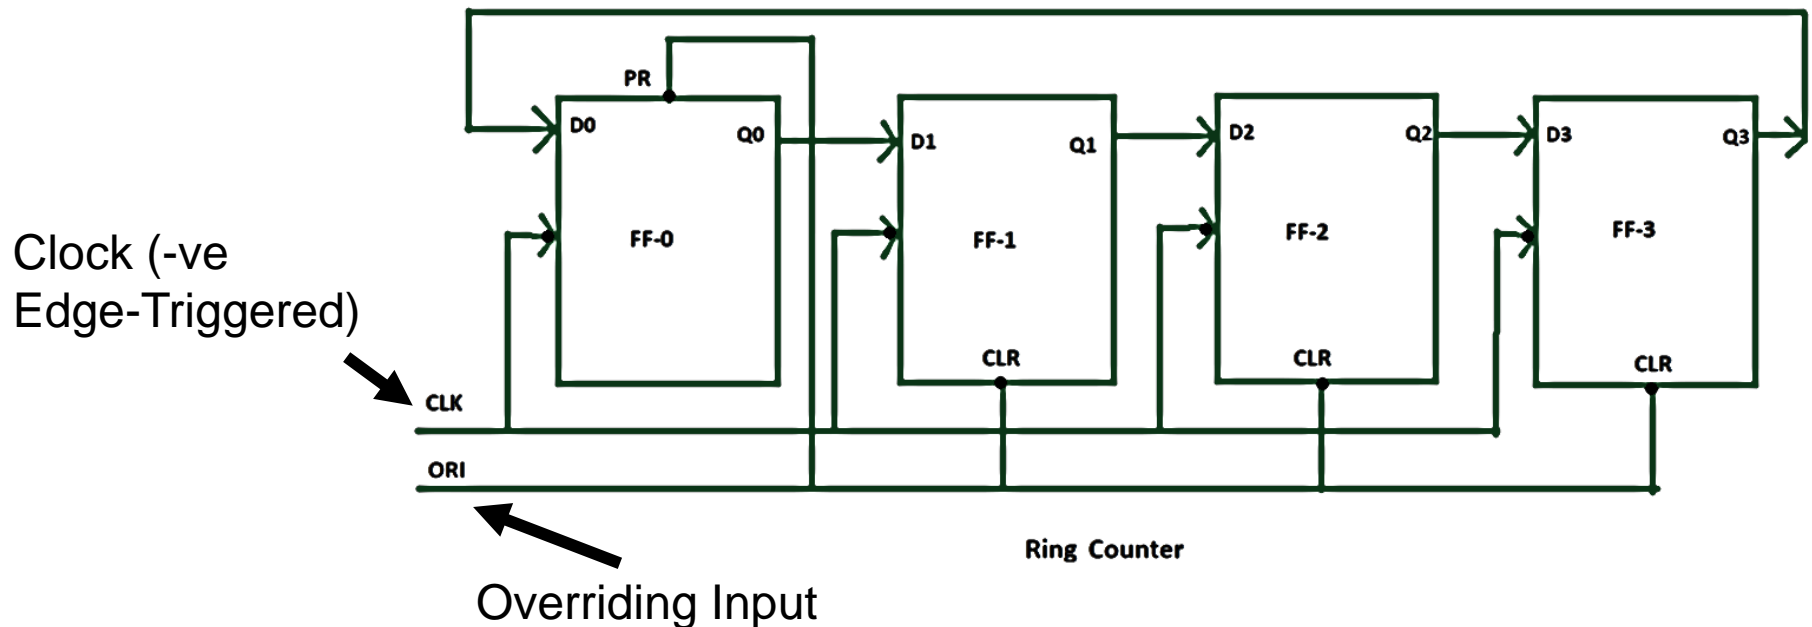 PR
D0
Q0
D1
Q1
D2
Q2
D3
Q3
FF-0
FF-1
FF-2
FF-3
Clock (-ve
Edge-Triggered)
CLR
CLR
CLR
CLK
ORI
Ring Counter
Overriding Input